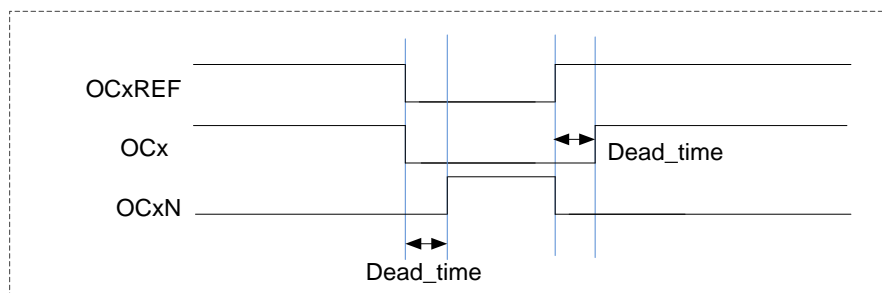 OCxREF
OCx
Dead_time
OCxN
Dead_time